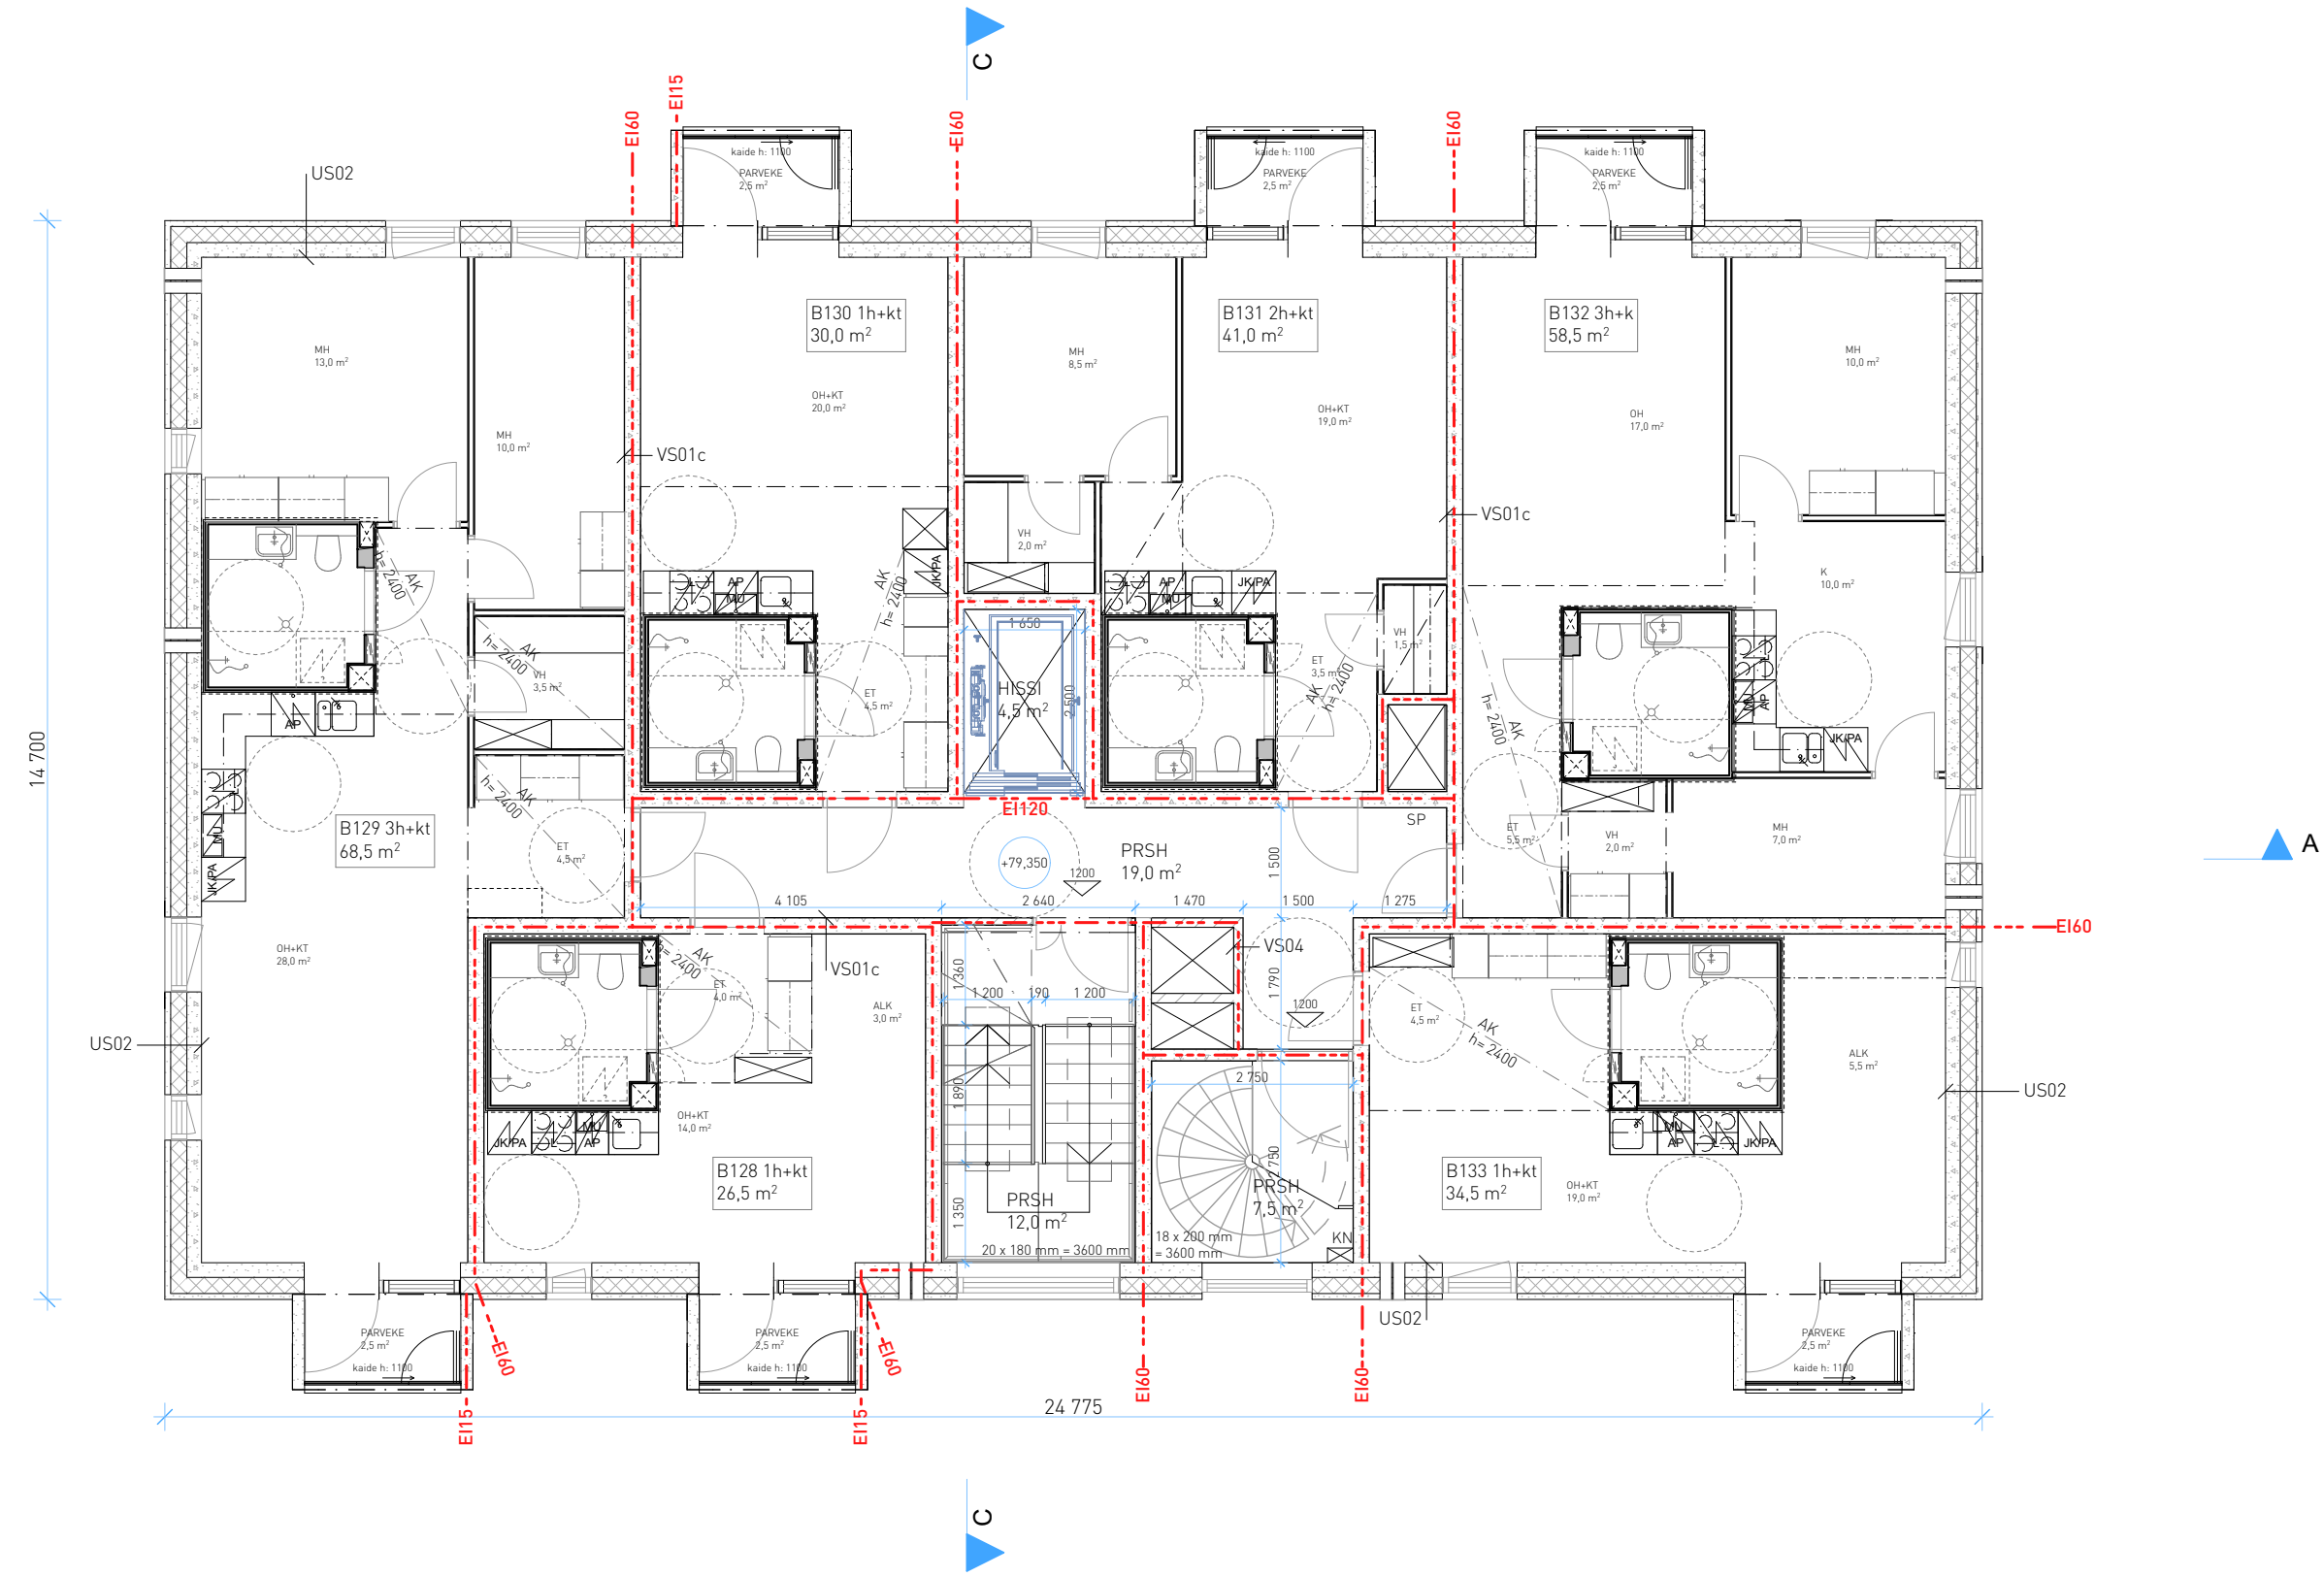 C
EI15
EI60
EI60
EI60
kaide h: 1100
PARVEKE
2,5 m²
kaide h: 1100
PARVEKE
2,5 m²
kaide h: 1100
PARVEKE
2,5 m²
US02
B130 1h+kt
30,0 m²
B131 2h+kt
41,0 m²
B132 3h+k
58,5 m²
MH
13,0 m²
MH
8,5 m²
MH
10,0 m²
OH+KT
20,0 m²
OH+KT
19,0 m²
OH
17,0 m²
MH
10,0 m²
VS01c
VS01c
VH
2,0 m²
AK
h= 2400
AP
MU
AK
h= 2400
JK/PA
AP
MU
JK/PA
K
10,0 m²
1 650
VH
1,5 m²
AK
h= 2400
VH
3,5 m²
ET
4,5 m²
HISSI
4,5 m²
2 500
ET
3,5 m²
AK
h= 2400
AK
h= 2400
MU
AP
JK/PA
AP
14 700
AK
h= 2400
EI120
SP
MU
JK/PA
B129 3h+kt
68,5 m²
ET
4,5 m²
+79,350
1200
PRSH
19,0 m²
1 500
ET
5,5 m²
VH
2,0 m²
MH
7,0 m²
A
4 105
2 640
1 470
1 500
1 275
EI60
OH+KT
28,0 m²
AK
h= 2400
VS01c
VS04
ET
4,0 m²
ALK
3,0 m²
1 360
1 200
190
1 200
1 790
1200
ET
4,5 m²
AK
h= 2400
US02
ALK
5,5 m²
US02
2 750
1 890
OH+KT
14,0 m²
JK/PA
MU
AP
MU
AP
JK/PA
B128 1h+kt
26,5 m²
PRSH
12,0 m²
1 350
20 x 180 mm = 3600 mm
2 750
PRSH
7,5 m²
18 x 200 mm
= 3600 mm
KN
B133 1h+kt
34,5 m²
OH+KT
19,0 m²
US02
PARVEKE
2,5 m²
kaide h: 1100
EI60
PARVEKE
2,5 m²
kaide h: 1100
EI60
EI60
EI60
PARVEKE
2,5 m²
kaide h: 1100
EI15
EI15
24 775
C